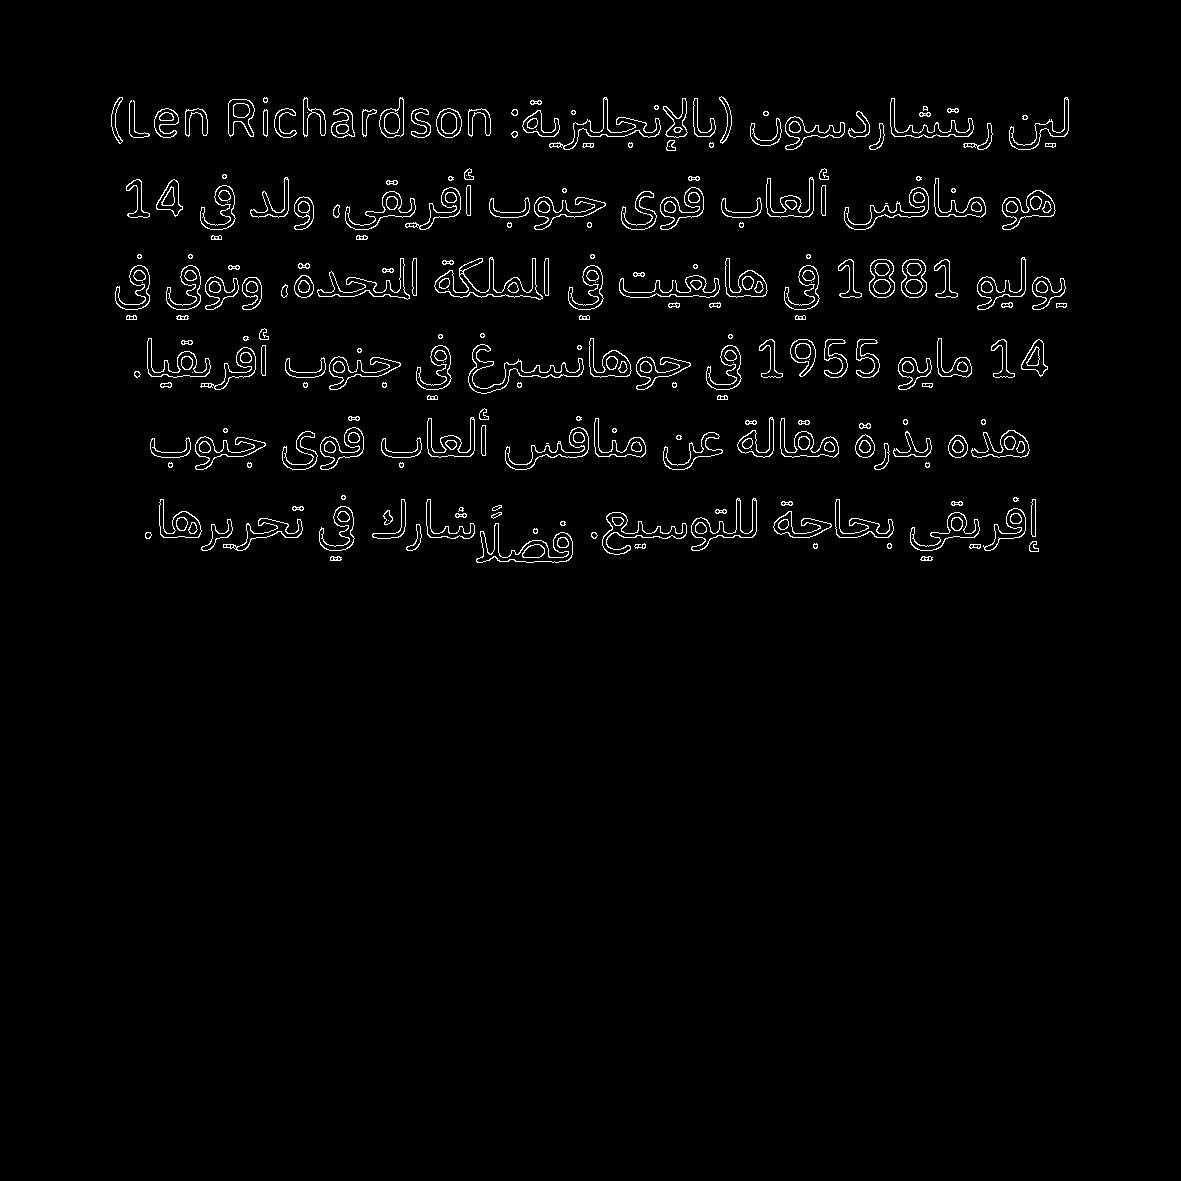 لين ريتشاردسون (بالإنجليزية: Len Richardson)
هو منافس ألعاب قوى جنوب أفريقي، ولد في 14
يوليو 1881 في هايغيت في المملكة المتحدة، وتوفي في
14 مايو 1955 في جوهانسبرغ في جنوب أفريقيا.
هذه بذرة مقالة عن منافس ألعاب قوى جنوب
إفريقي بحاجة للتوسيع. فضلًا شارك في تحريرها.